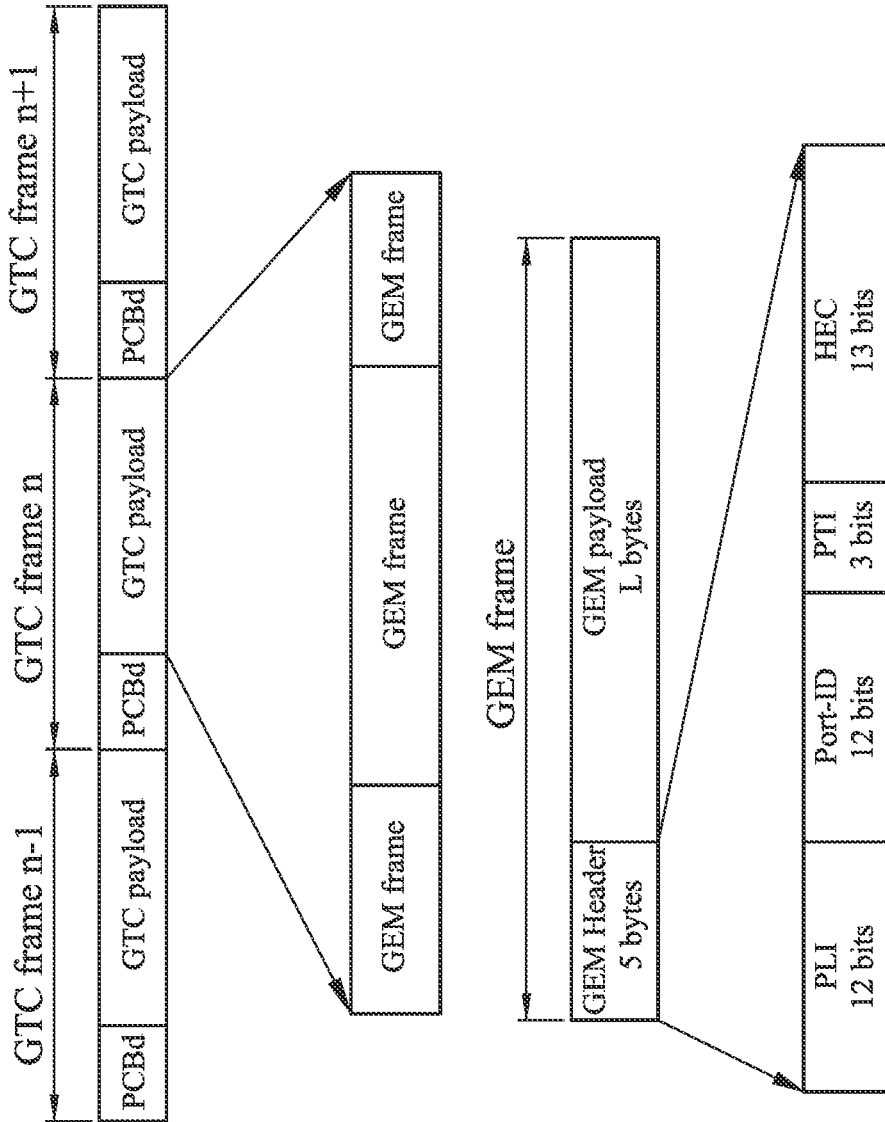 GTC frame n-1
GTC frame n
GTC frame n+1
PCBd
GTC payload
PCBd
GTC payload
PCBd
GTC payload
GEM frame
GEM frame
GEM frame
GEM frame
GEM Header
5 bytes
GEM payload
L bytes
PLI
12 bits
Port-ID
12 bits
PTI
3 bits
HEC
13 bits